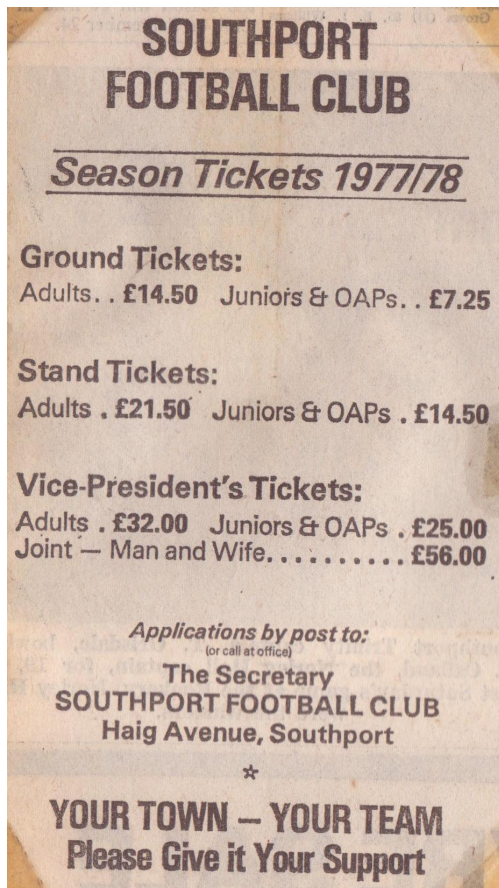 SOUTHPORT
FOOTBALL CLUB
Season Tickets 1977/78
Ground Tickets:
Adults. . £14.50 Juniors & OAPs. . £7.25
Stand Tickets:
Adults . £21.50 Juniors & OAPs . £14.50
Vice-President's Tickets:
Adults . £32.00 Juniors & OAPs . £25.00
Joint — Man and Wife. . . . . . . . . . £56.00
Applications by post to:
(or call at office)
The Secretary
SOUTHPORT FOOTBALL CLUB
Haig Avenue, Southport
☆
YOUR TOWN — YOUR TEAM
Please Give it Your Support